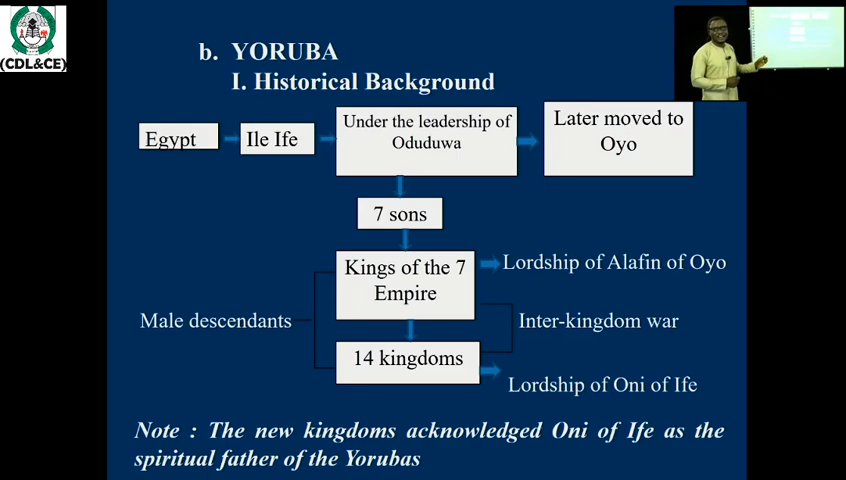 (CDL&CE)
b. YORUBA
I. Historical Background
Egypt
Ile Ife
Under the leadership of
Oduduwa
Later moved to
Oyo
7 sons
Kings of the 7
Empire
Lordship of Alafin of Oyo
Male descendants
Inter-kingdom war
14 kingdoms
Lordship of Oni of Ife
Note : The new kingdoms acknowledged Oni of Ife as the
spiritual father of the Yorubas